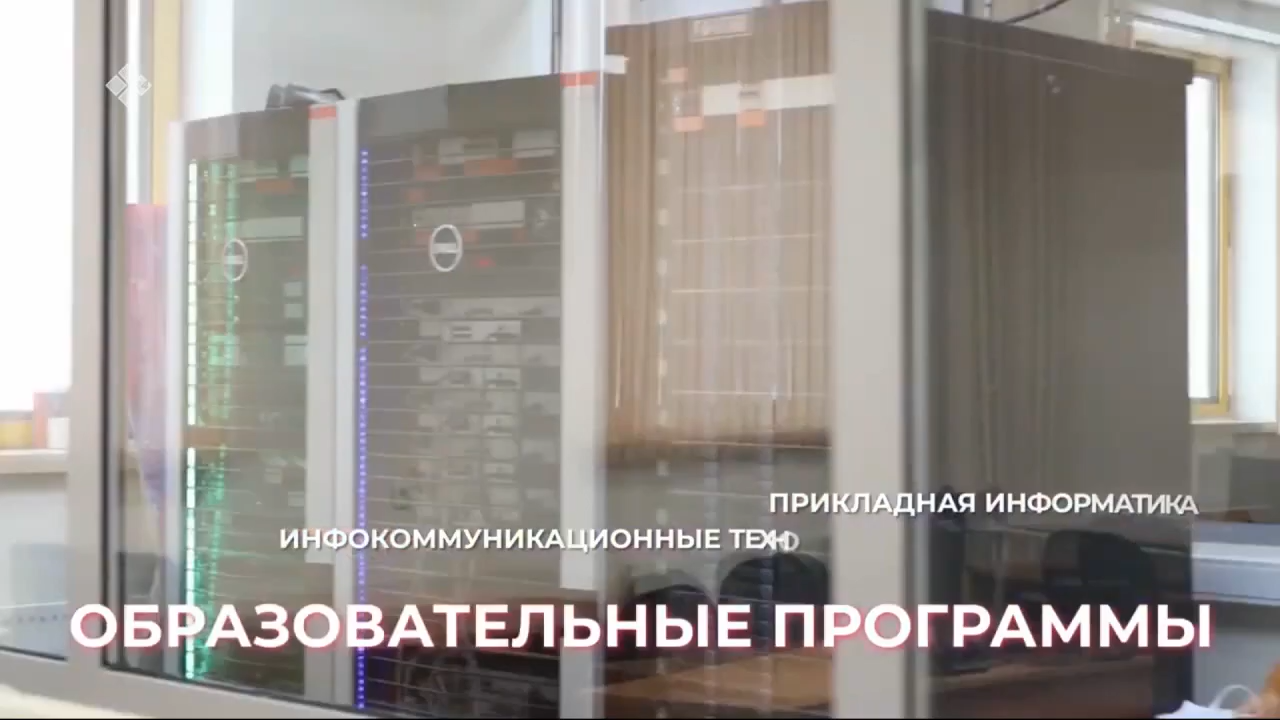 ПРИКЛАДНАЯ ИНФОРМАТИКА
ИНФОКОММУНИКАЦИОННЫЕ
ОБРАЗОВАТЕЛЬНЫЕ ПРОГРАММЫ